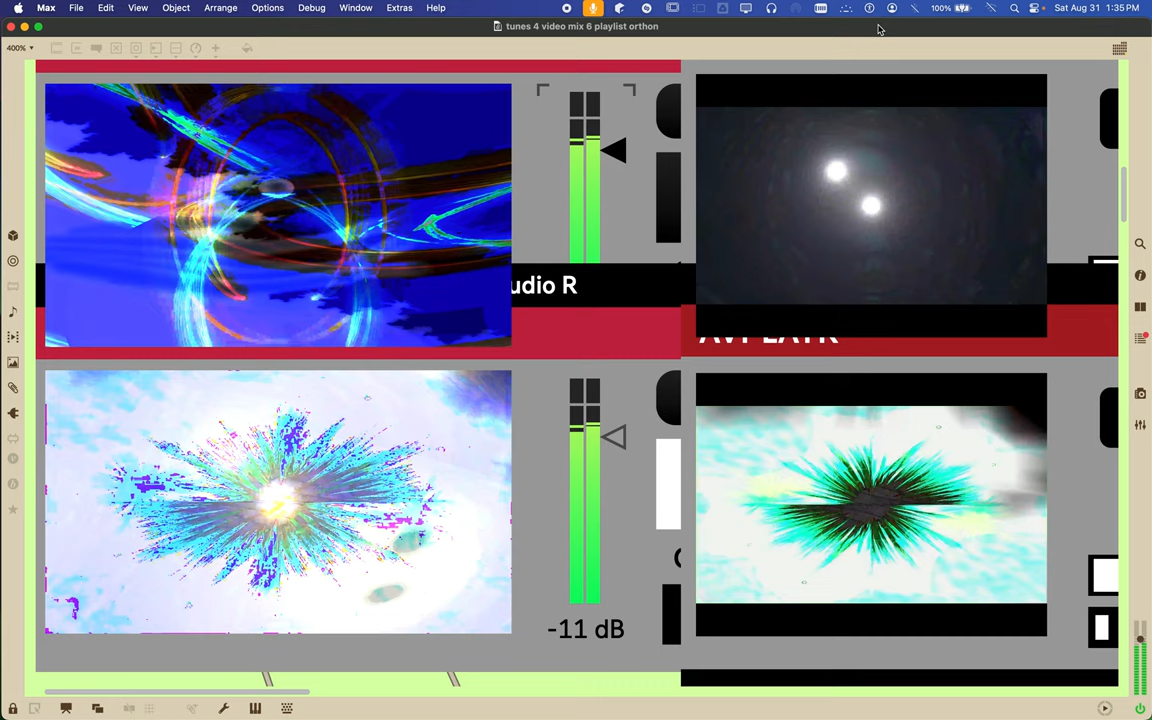 Max File Edit View Object Arrange Options Debug Window Extras Help 100% Sat Aug 31 1:35 PM
tunes 4 video mix 6 playlist orthon
400%
udio R
AVPLAYR
-11 dB